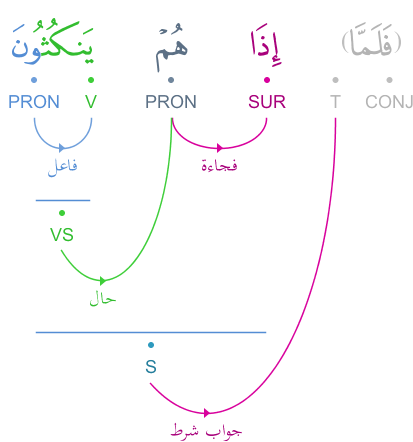 (فَلَمَّا) إِذَا هُمْ يَنكُثُونَ
CONJ T SUR PRON V PRON
فجاءة فاعل
VS
حال
S
جواب شرط